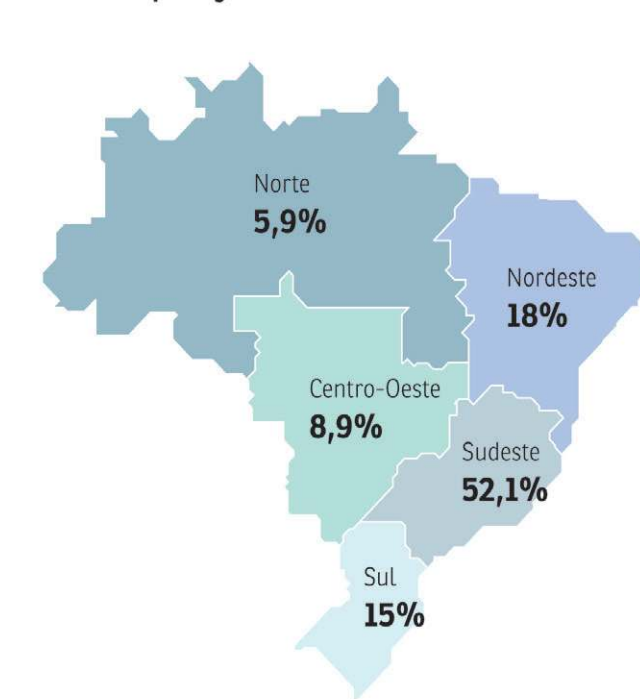 Norte
5,9%
Nordeste
18%
Centro-Oeste
8,9%
Sudeste
52,1%
Sul
15%